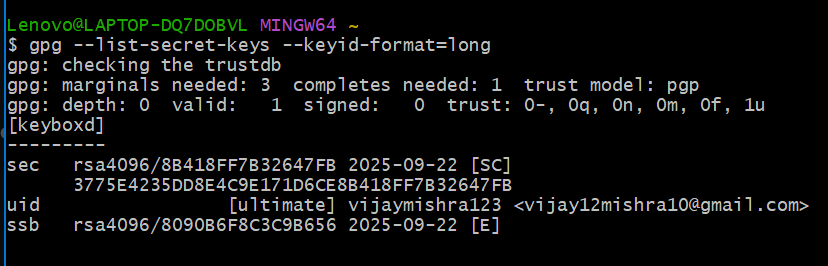 Lenovo@LAPTOP-DQ7DOBVL MINGW64 ~
$ gpg --list-secret-keys --keyid-format=long
gpg: checking the trustdb
gpg: marginals needed: 3  completes needed: 1  trust model: pgp
gpg: depth: 0  valid:   1  signed:   0  trust: 0-, 0q, 0n, 0m, 0f, 1u
[keyboxd]
---------
sec   rsa4096/8B418FF7B32647FB 2025-09-22 [SC]
      3775E4235DD8E4C9E171D6CE8B418FF7B32647FB
uid                 [ultimate] vijaymishra123 <vijay12mishra10@gmail.com>
ssb   rsa4096/8090B6F8C3C9B656 2025-09-22 [E]